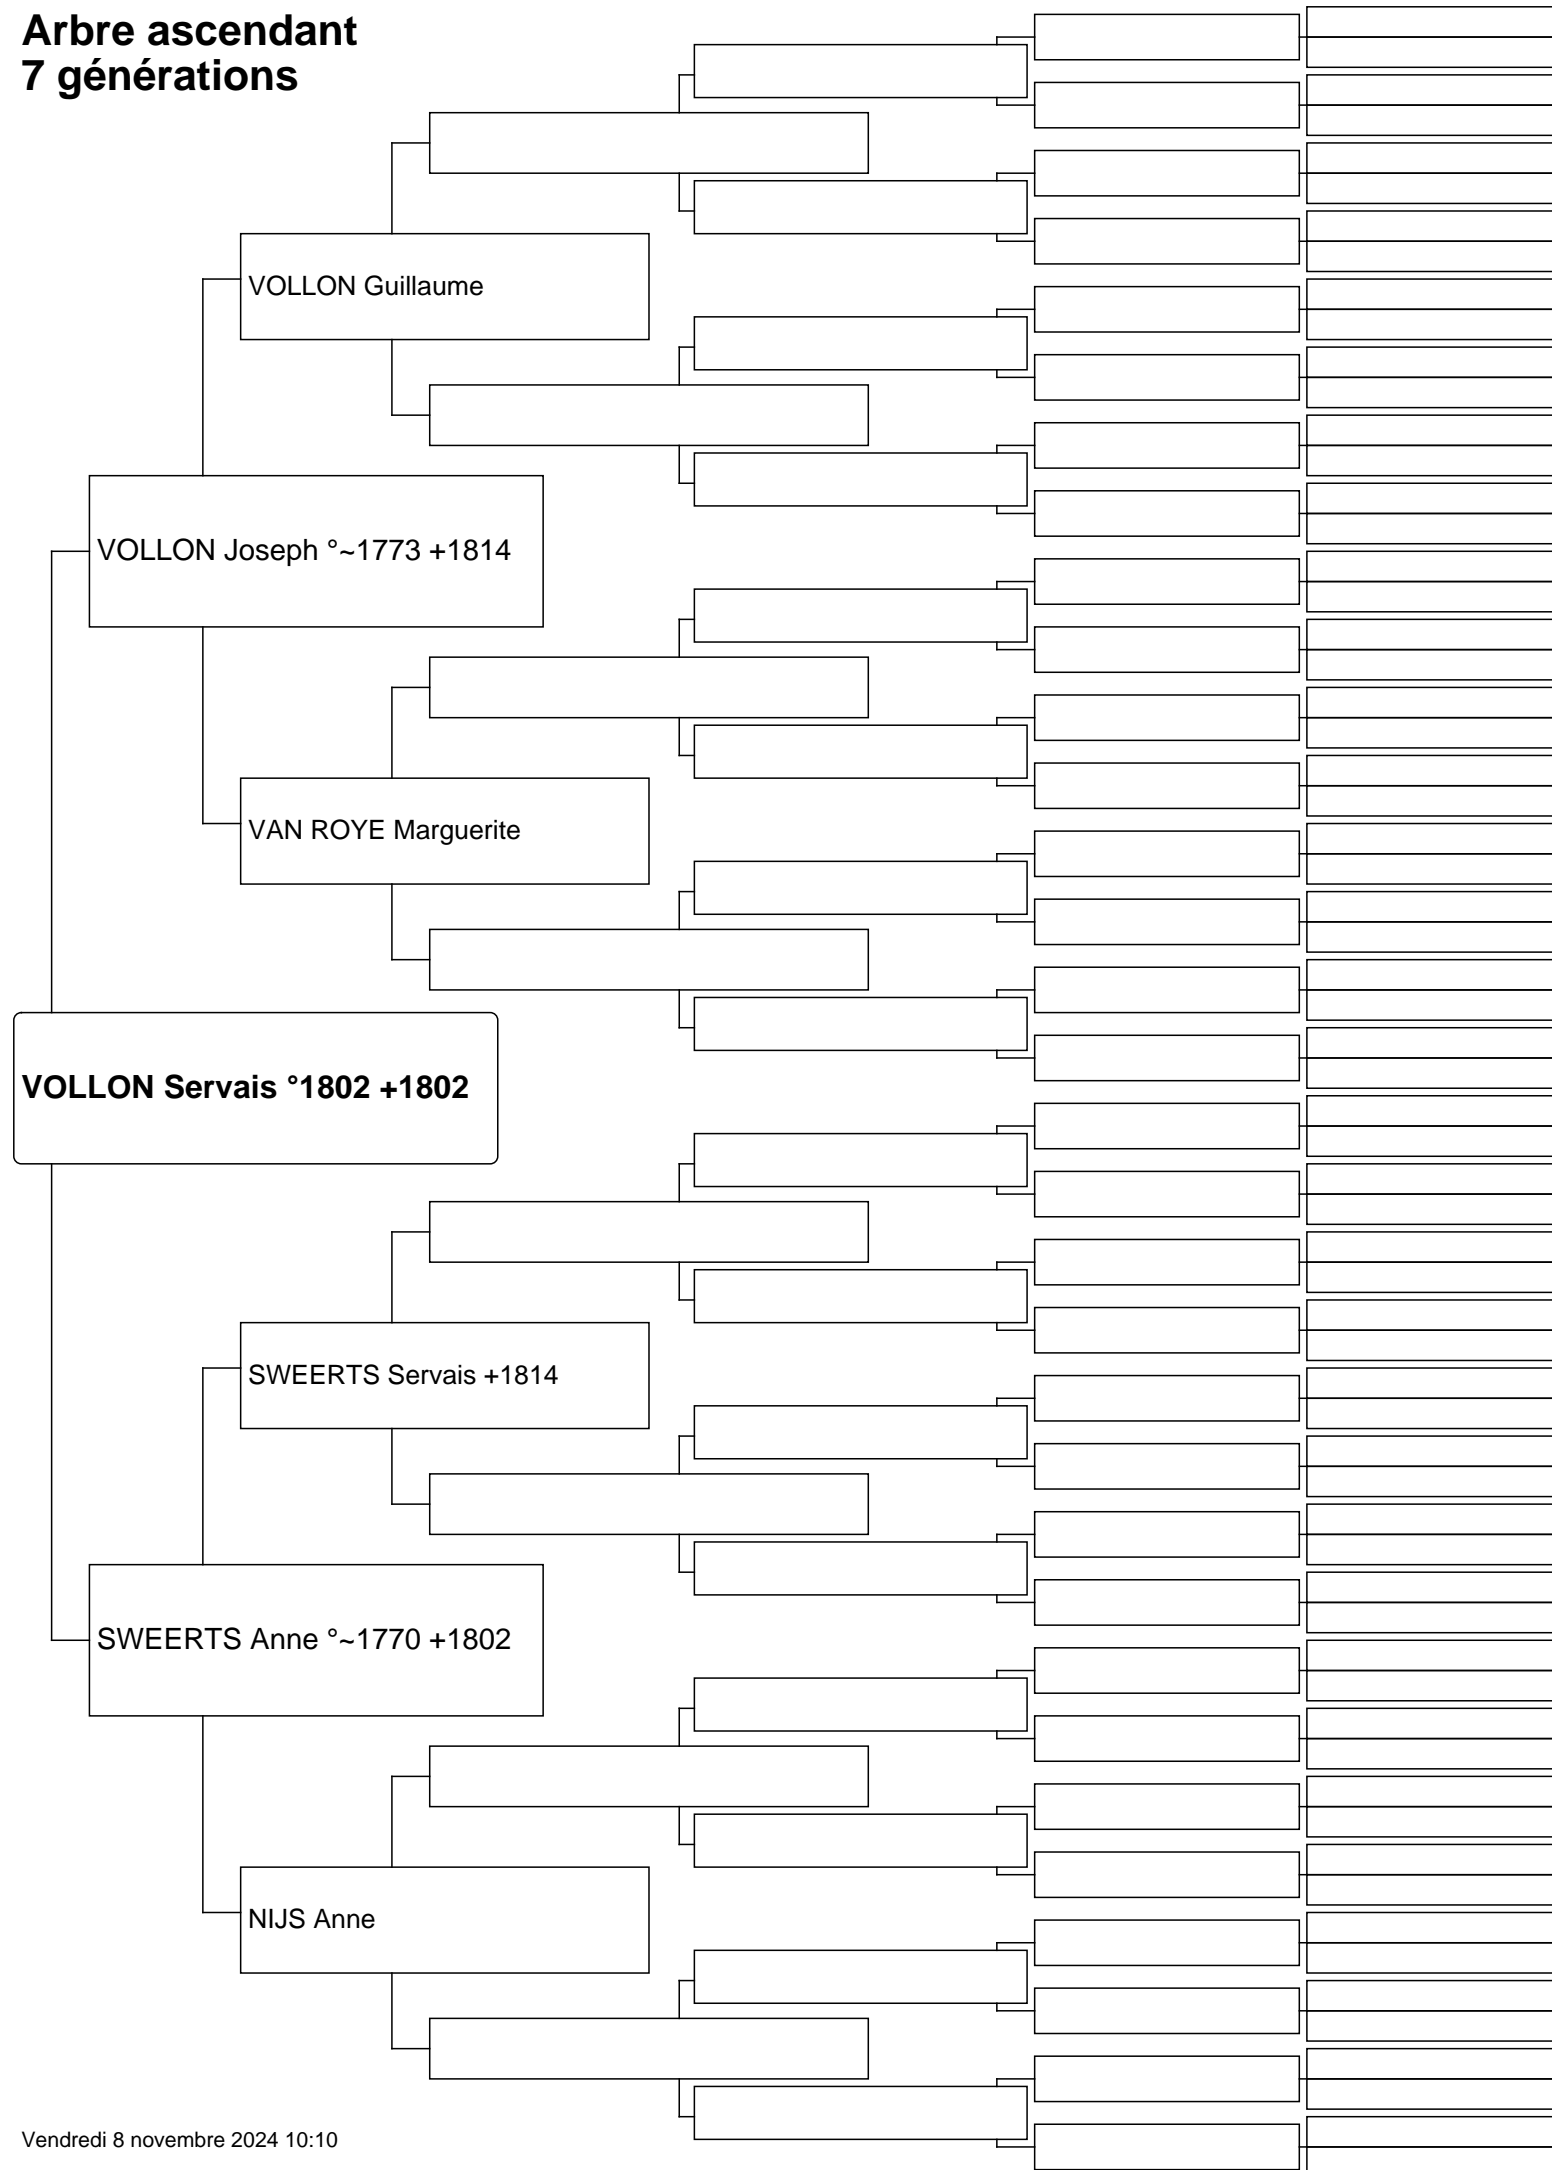 Arbre ascendant
7 générations
VOLLON Guillaume
VOLLON Joseph °~1773 +1814
VAN ROYE Marguerite
VOLLON Servais °1802 +1802
SWEERTS Servais +1814
SWEERTS Anne °~1770 +1802
NIJS Anne
Vendredi 8 novembre 2024 10:10